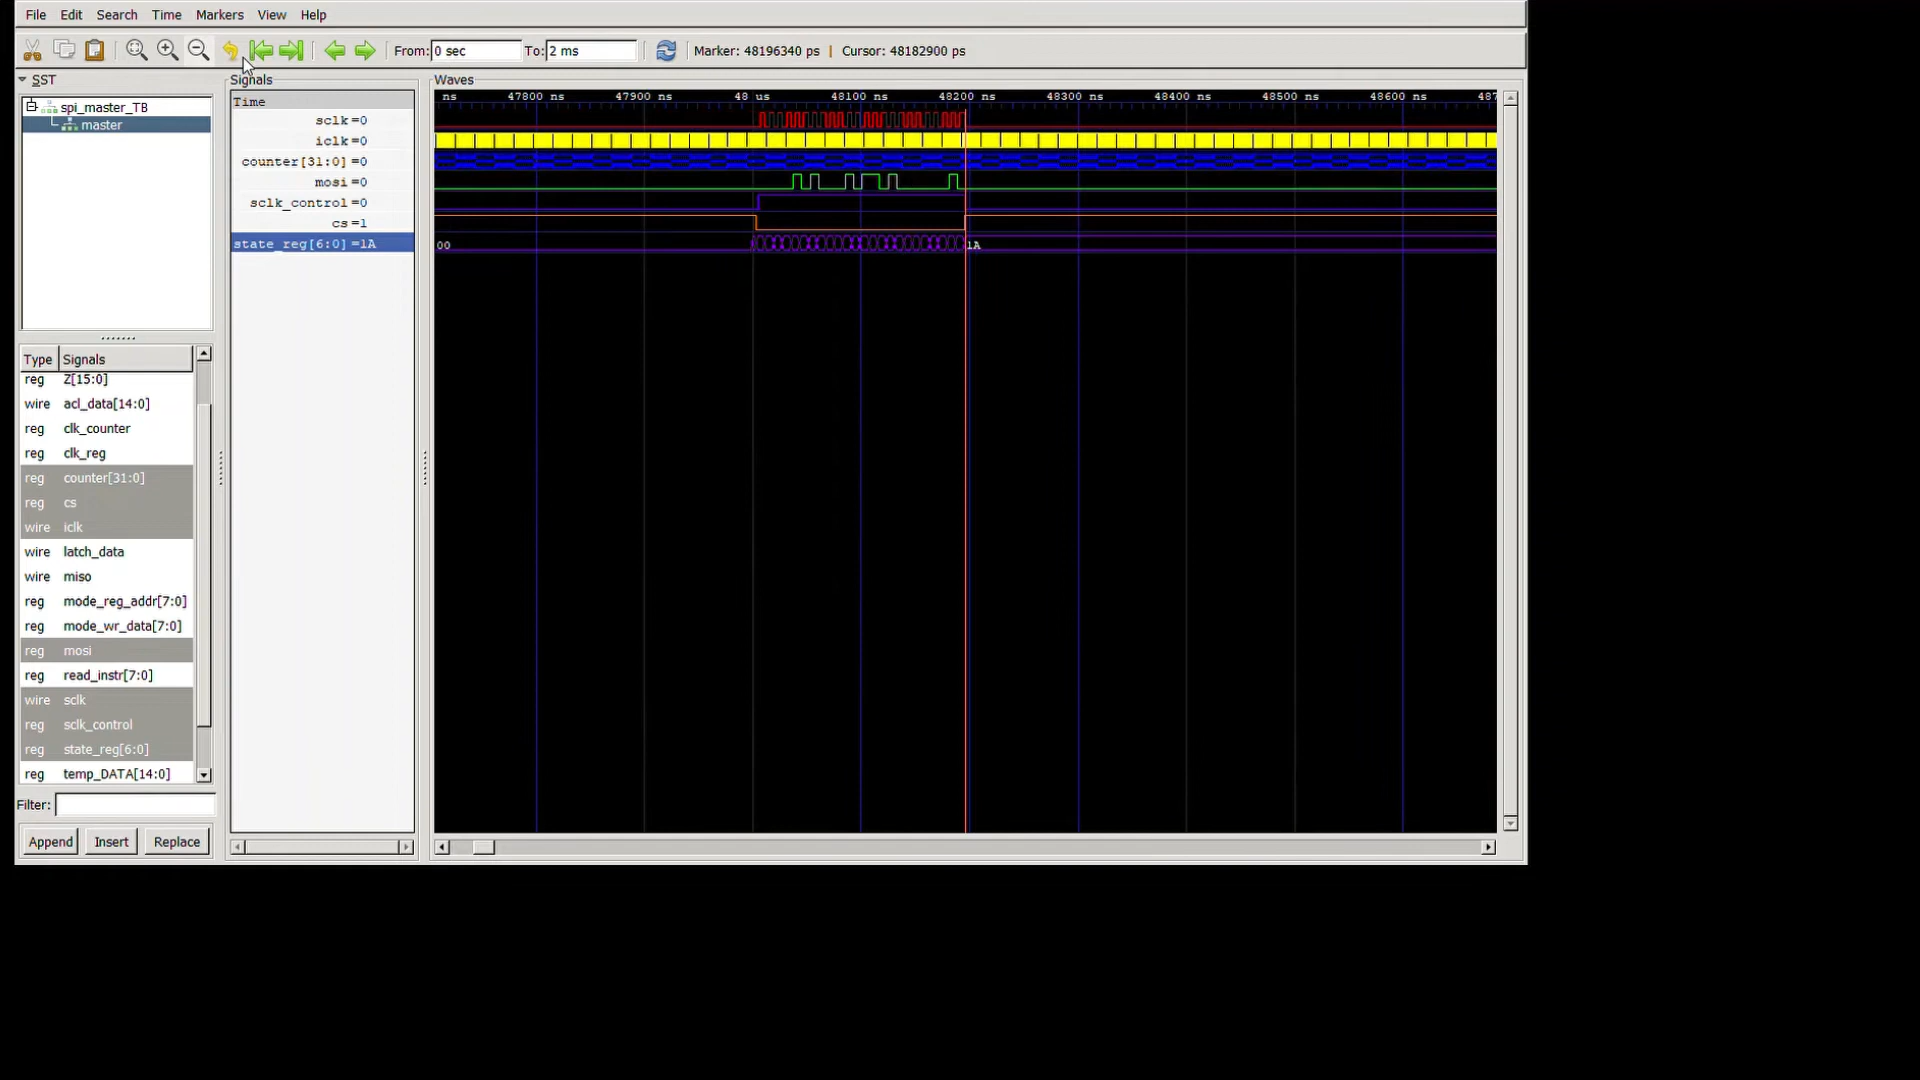 File Edit Search Time Markers View Help
From: 0 sec To: 2 ms Marker: 48196340 ps | Cursor: 48182900 ps
SST
spi_master_TB
master
Type Signals
reg Z[15:0]
wire acl_data[14:0]
reg clk_counter
reg clk_reg
reg counter[31:0]
reg cs
wire iclk
wire latch_data
wire miso
reg mode_reg_addr[7:0]
reg mode_wr_data[7:0]
reg mosi
reg read_instr[7:0]
wire sclk
reg sclk_control
reg state_reg[6:0]
reg temp_DATA[14:0]
Filter:
Append Insert Replace
Signals
Time
sclk=0
iclk=0
counter[31:0]=0
mosi=0
sclk_control=0
cs=1
state_reg[6:0]=1A
Waves
ns 47800 ns 47900 ns 48 us 48100 ns 48200 ns 48300 ns 48400 ns 48500 ns 48600 ns 487
00 1A